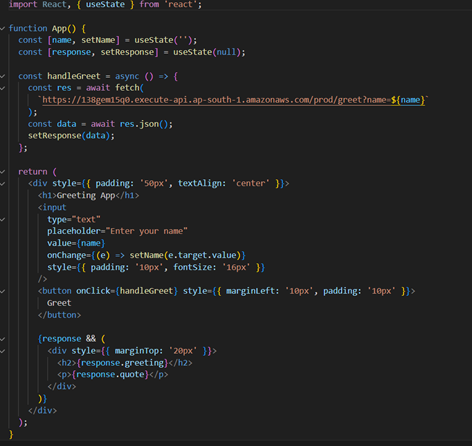 import React, { useState } from 'react';
function App() {
  const [name, setName] = useState('');
  const [response, setResponse] = useState(null);
  const handleGreet = async () => {
    const res = await fetch(
      `https://138gem15q0.execute-api.ap-south-1.amazonaws.com/prod/greet?name=${name}`
    );
    const data = await res.json();
    setResponse(data);
  };
  return (
    <div style={{ padding: '50px', textAlign: 'center' }}>
      <h1>Greeting App</h1>
      <input
        type="text"
        placeholder="Enter your name"
        value={name}
        onChange={(e) => setName(e.target.value)}
        style={{ padding: '10px', fontSize: '16px' }}
      />
      <button onClick={handleGreet} style={{ marginLeft: '10px', padding: '10px' }}>
        Greet
      </button>
      {response && (
        <div style={{ marginTop: '20px' }}>
          <h2>{response.greeting}</h2>
          <p>{response.quote}</p>
        </div>
      )}
    </div>
  );
}